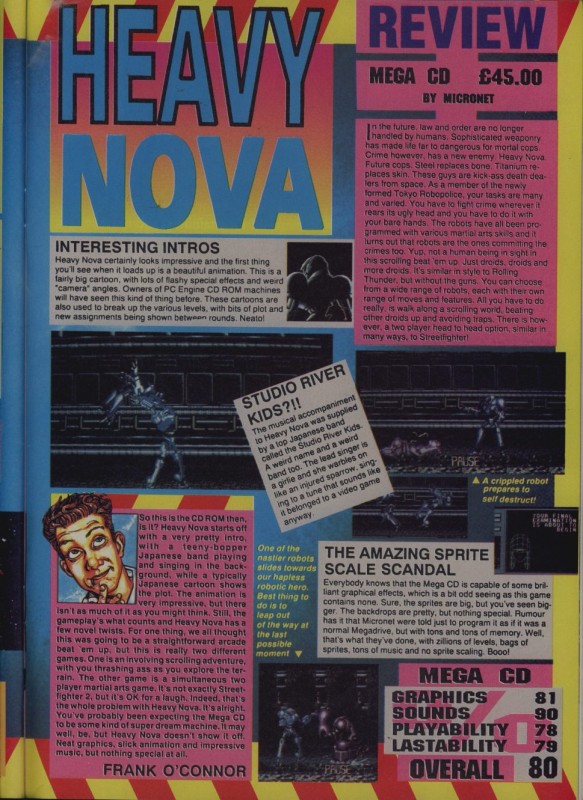 HEAVY
NOVA
REVIEW
MEGA CD £45.00
BY MICRONET
In the future, law and order are no longer
handled by humans. Sophisticated weaponry
has made life far to dangerous for mortal cops.
Crime however, has a new enemy. Heavy Nova.
Future cops. Steel replaces bone. Titanium re-
places skin. These guys are kick-ass death dea-
lers from space. As a member of the newly
formed Tokyo Robopolice, your tasks are many
and varied. You have to fight crime wherever it
rears its ugly head and you have to do it with
your bare hands. The robots have all been pro-
grammed with various martial arts skills and it
turns out that robots are the ones committing the
crimes too. Yup, not a human being in sight in
this scrolling beat 'em up. Just droids, droids and
more droids. It's similar in style to Rolling
Thunder, but without the guns. You can choose
from a wide range of robots, each with their own
range of moves and features. All you have to do
really, is walk along a scrolling world, beating
other droids up and avoiding traps. There is how-
ever, a two player head to head option, similar in
many ways, to Streetfighter!
INTERESTING INTROS
Heavy Nova certainly looks impressive and the first thing
you'll see when it loads up is a beautiful animation. This is a
fairly big cartoon, with lots of flashy special effects and weird
"camera" angles. Owners of PC Engine CD ROM machines
will have seen this kind of thing before. These cartoons are
also used to break up the various levels, with bits of plot and
new assignments being shown between rounds. Neato!
STUDIO RIVER
KIDS?!!
The musical accompaniment
to Heavy Nova was supplied
by a top Japanese band
called the Studio River Kids.
A weird name and a weird
band too. The lead singer is
a girlie and she warbles on
like an injured sparrow, sing-
ing to a tune that sounds like
it belonged to a video game
anyway.
PAUSE
▲ A crippled robot
prepares to
self destruct!
YOUR FINAL
EXAMINATION
IS ABOUT TO
BEGIN
So this is the CD ROM then,
is it? Heavy Nova starts off
with a very pretty intro,
with a teeny-bopper
Japanese band playing
and singing in the back-
ground, while a typically
Japanese cartoon shows
the plot. The animation is
very impressive, but there
isn't as much of it as you might think. Still, the
gameplay's what counts and Heavy Nova has a
few novel twists. For one thing, we all thought
this was going to be a straightforward arcade
beat 'em up, but this is really two different
games. One is an involving scrolling adventure,
with you thrashing ass as you explore the ter-
rain. The other game is a simultaneous two
player martial arts game. It's not exactly Street-
fighter 2, but it's OK for a laugh. Indeed, that's
the whole problem with Heavy Nova. It's alright.
You've probably been expecting the Mega CD
to be some kind of super dream machine. It may
well, be, but Heavy Nova doesn't show it off.
Neat graphics, slick animation and impressive
music, but nothing special at all.
FRANK O'CONNOR
One of the
nastier robots
slides towards
our hapless
robotic hero.
Best thing to
do is to
leap out
of the way at
the last
possible
moment ▼
THE AMAZING SPRITE
SCALE SCANDAL
Everybody knows that the Mega CD is capable of some bril-
liant graphical effects, which is a bit odd seeing as this game
contains none. Sure, the sprites are big, but you've seen big-
ger. The backdrops are pretty, but nothing special. Rumour
has it that Micronet were told just to program it as if it was a
normal Megadrive, but with tons and tons of memory. Well,
that's what they've done, with zillions of levels, bags of
sprites, tons of music and no sprite scaling. Booo!
PAUSE
MEGA CD
GRAPHICS 81
SOUNDS 90
PLAYABILITY 78
LASTABILITY 79
OVERALL 80